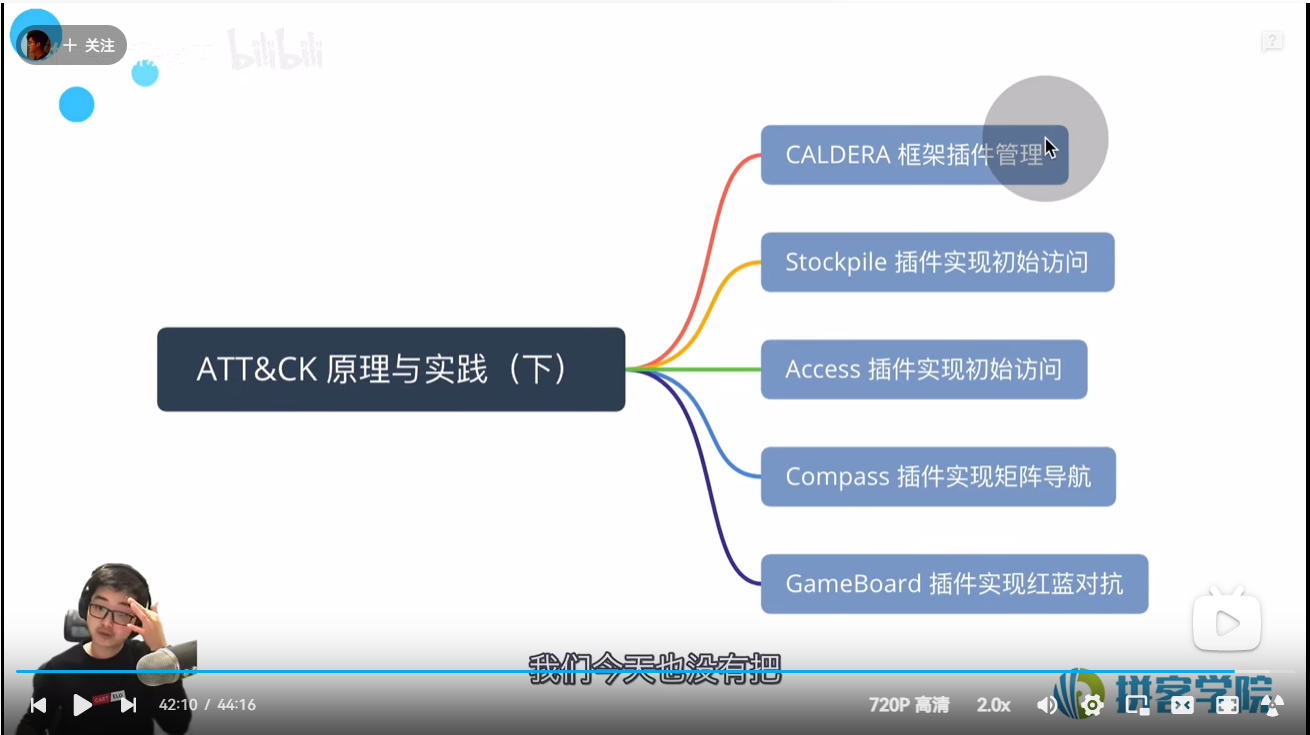 + 关注
bilibili
CALDERA 框架插件管理
Stockpile 插件实现初始访问
ATT&CK 原理与实践（下）
Access 插件实现初始访问
Compass 插件实现矩阵导航
GameBoard 插件实现红蓝对抗
我们今天也没有把
42:10 / 44:16
720P 高清
2.0x
拼客学院